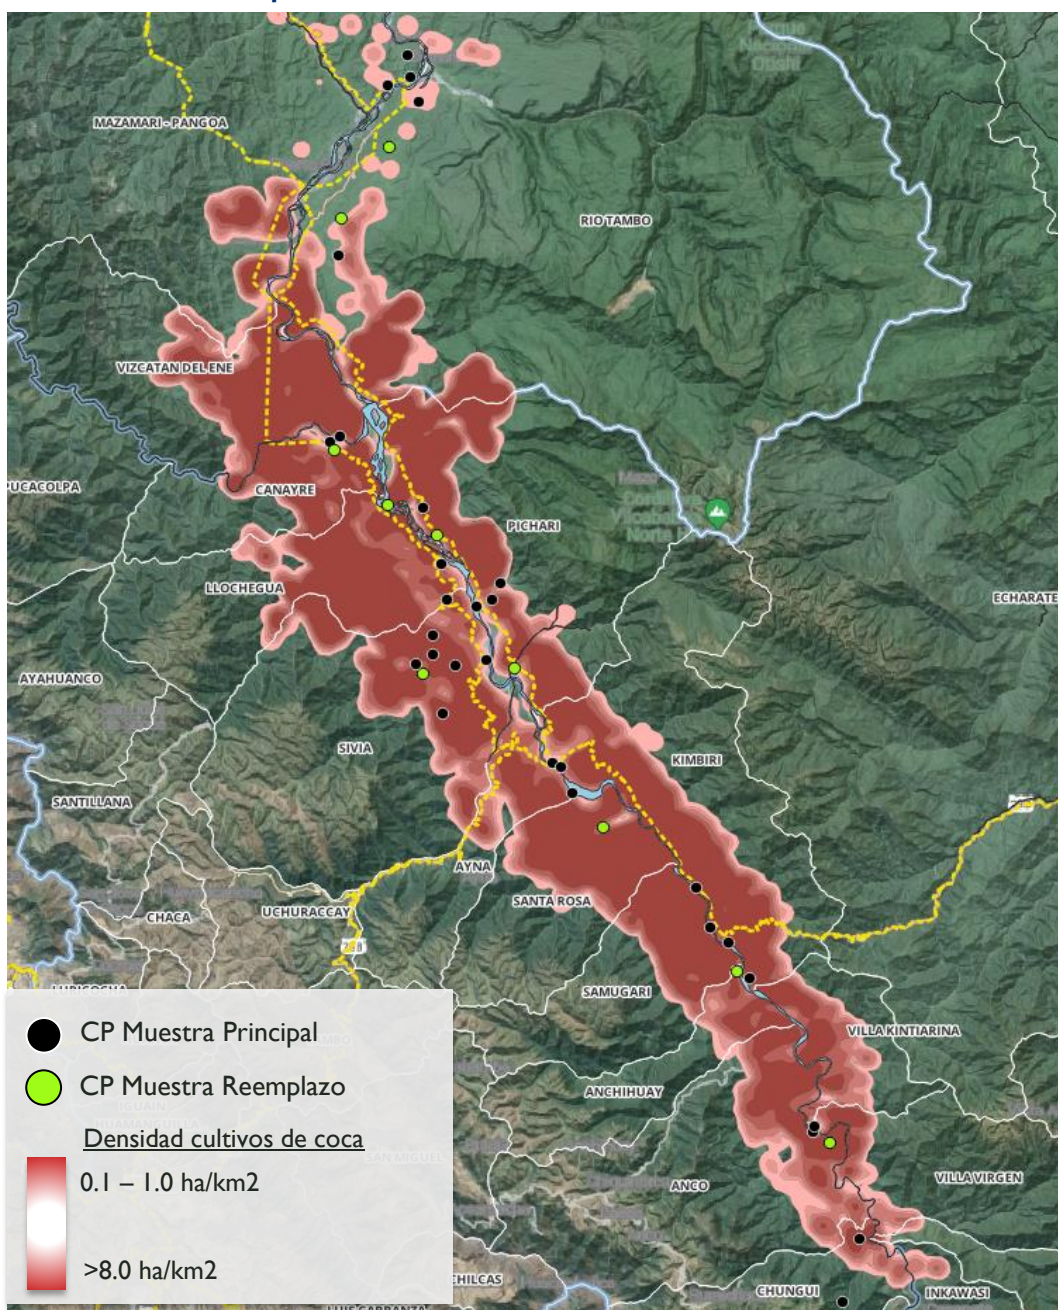 MAZAMARI - PANGOA
RIO TAMBO
VIZCATAN DEL ENE
PUCACOLPA
CANAYRE
PICHARI
LLOCHEGUA
ECHARATE
AYAHUANCO
SIVIA
KIMBIRI
SANTILLANA
AYNA
SANTA ROSA
CHACA
UCHURACCAY
SAMUGARI
VILLA KINTIARINA
ANCHIHUAY
ANCO
VILLA VIRGEN
CHILCAS
CHUNGUI
INKAWASI
CP Muestra Principal
CP Muestra Reemplazo
Densidad cultivos de coca
0.1 – 1.0 ha/km2
>8.0 ha/km2